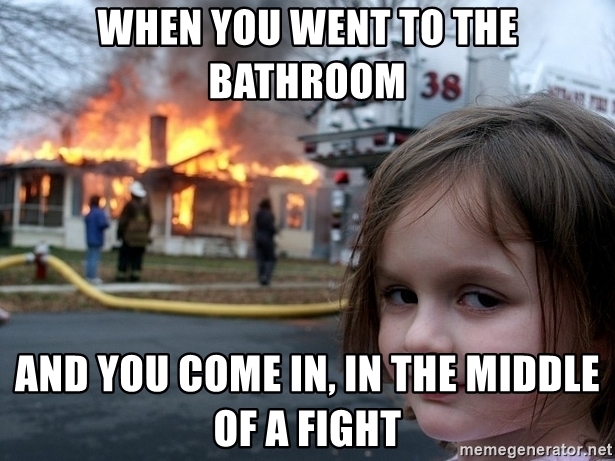 WHEN YOU WENT TO THE
BATHROOM
38
AND YOU COME IN, IN THE MIDDLE
OF A FIGHT
memegenerator.net